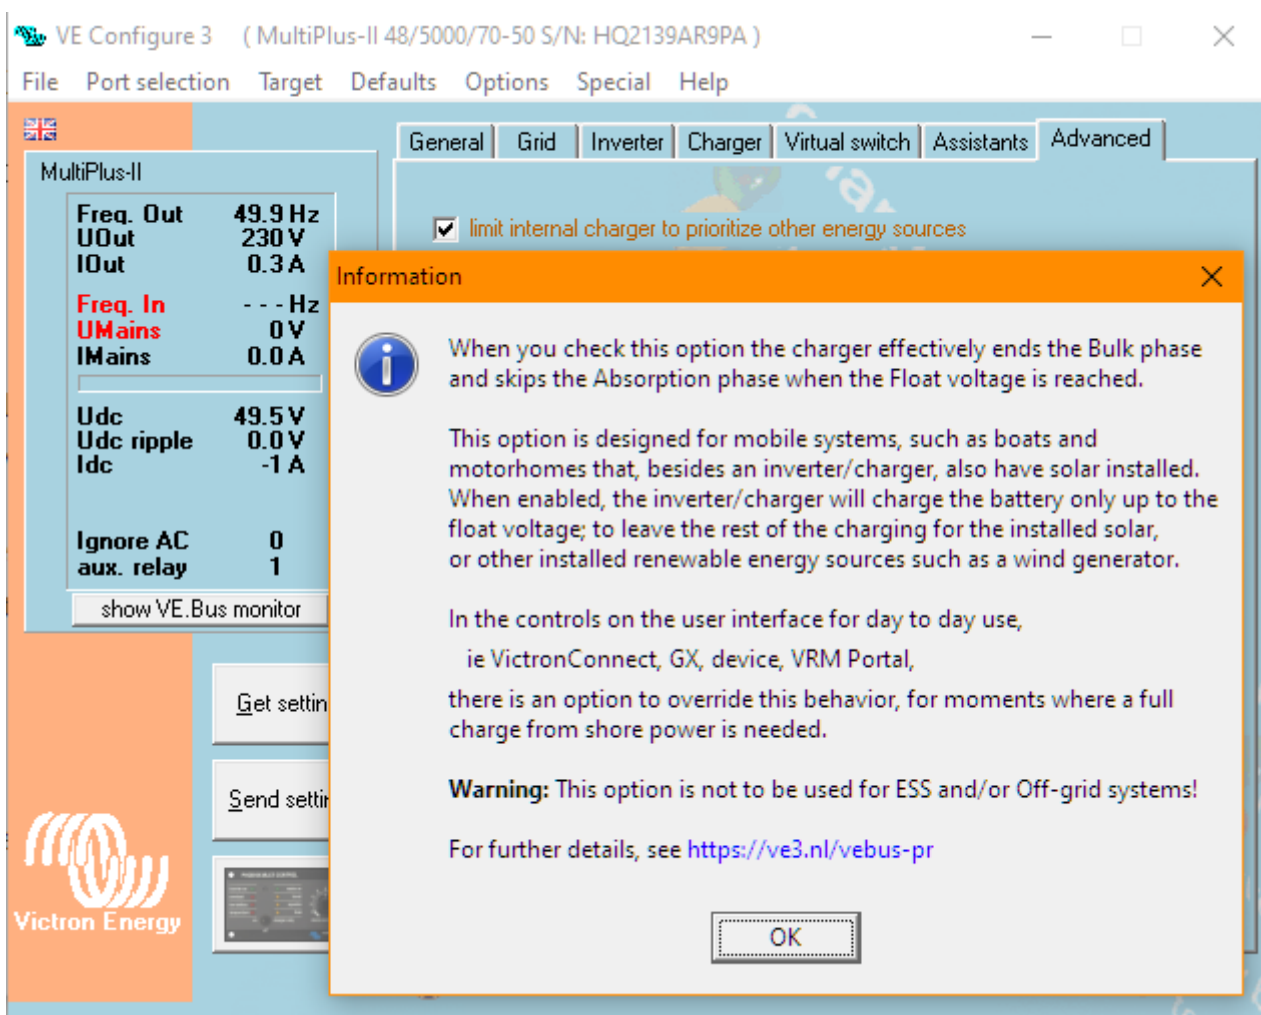 VE Configure 3 ( MultiPlus-II 48/5000/70-50 S/N: HQ2139AR9PA )
File Port selection Target Defaults Options Special Help
General Grid Inverter Charger Virtual switch Assistants Advanced
MultiPlus-II
Freq. Out 49.9 Hz
UOut 230 V
IOut 0.3 A
Freq. In - - - Hz
UMains 0 V
IMains 0.0 A
Udc 49.5 V
Udc ripple 0.0 V
Idc -1 A
Ignore AC 0
aux. relay 1
show VE.Bus monitor
Get settin
Send settin
Victron Energy
limit internal charger to prioritize other energy sources
Information
When you check this option the charger effectively ends the Bulk phase
and skips the Absorption phase when the Float voltage is reached.
This option is designed for mobile systems, such as boats and
motorhomes that, besides an inverter/charger, also have solar installed.
When enabled, the inverter/charger will charge the battery only up to the
float voltage; to leave the rest of the charging for the installed solar,
or other installed renewable energy sources such as a wind generator.
In the controls on the user interface for day to day use,
ie VictronConnect, GX, device, VRM Portal,
there is an option to override this behavior, for moments where a full
charge from shore power is needed.
Warning: This option is not to be used for ESS and/or Off-grid systems!
For further details, see https://ve3.nl/vebus-pr
OK